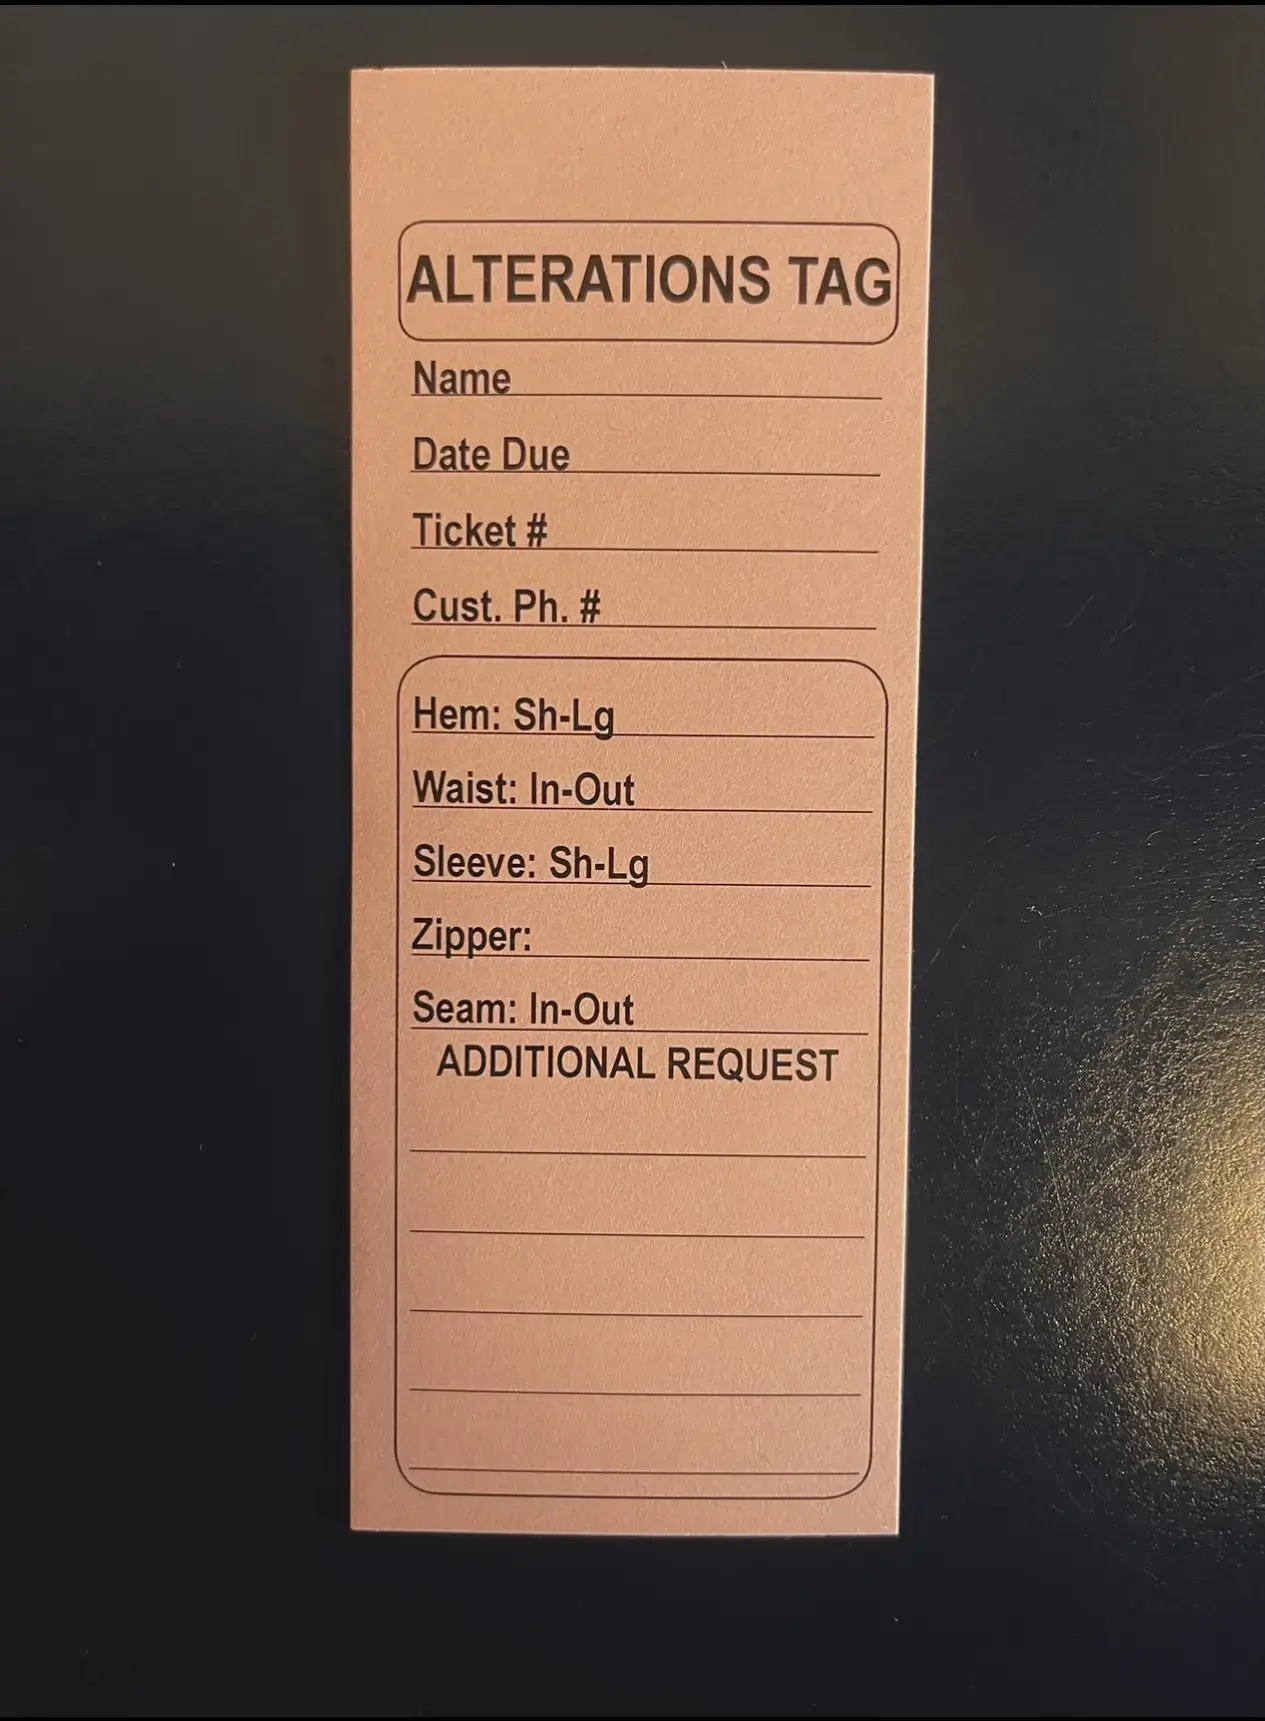 ALTERATIONS TAG
Name
Date Due
Ticket #
Cust. Ph. #
Hem: Sh-Lg
Waist: In-Out
Sleeve: Sh-Lg
Zipper:
Seam: In-Out
ADDITIONAL REQUEST